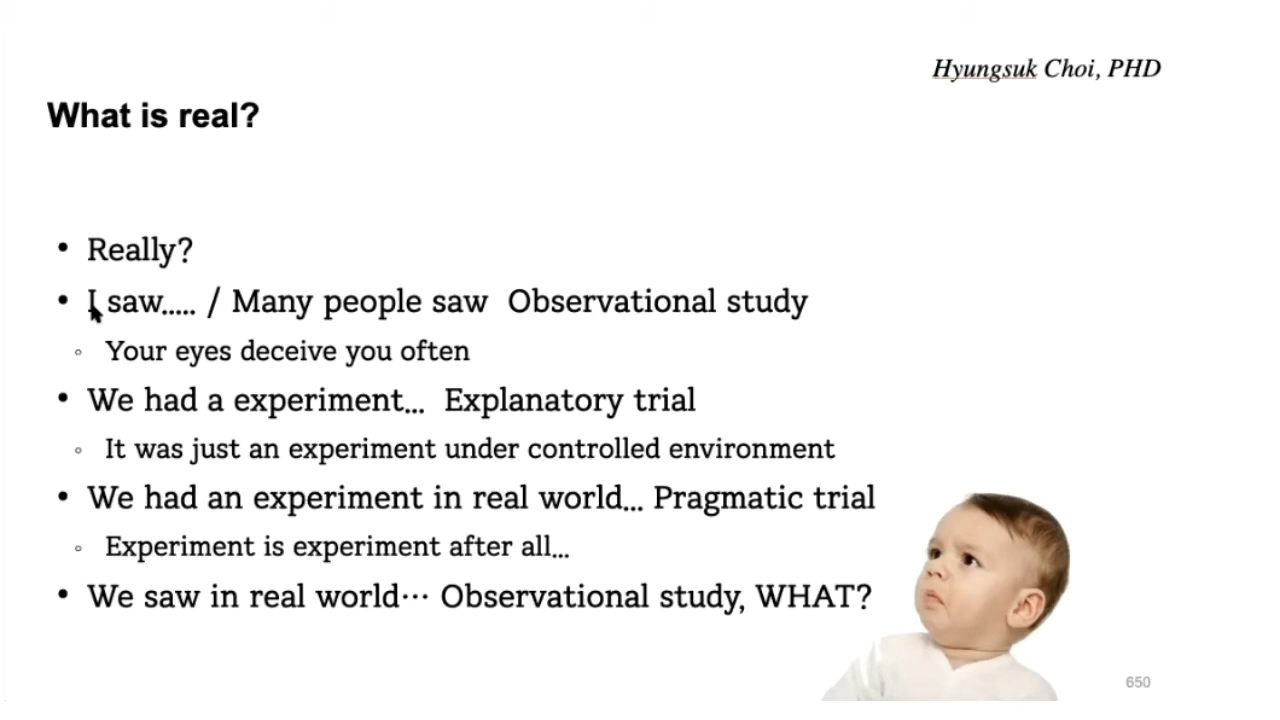 Hyungsuk Choi, PHD
What is real?
• Really?
• I saw..... / Many people saw  Observational study
◦ Your eyes deceive you often
• We had a experiment...  Explanatory trial
◦ It was just an experiment under controlled environment
• We had an experiment in real world... Pragmatic trial
◦ Experiment is experiment after all...
• We saw in real world⋯ Observational study, WHAT?
650